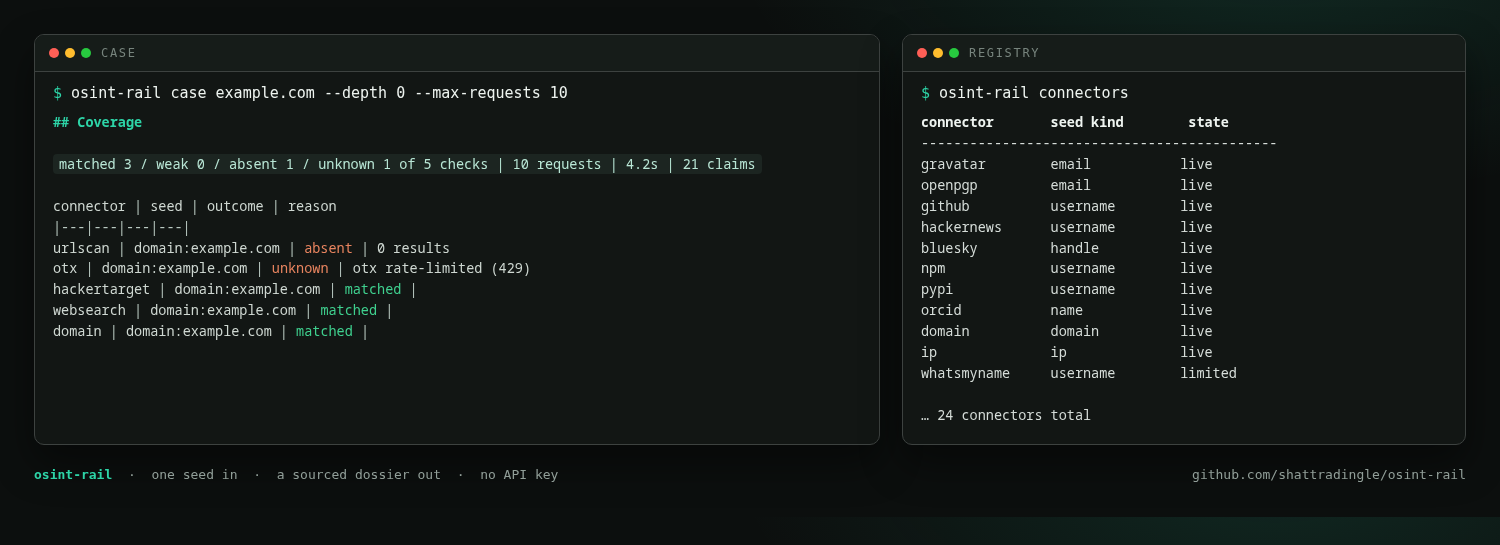 CASE
$ osint-rail case example.com --depth 0 --max-requests 10
## Coverage
matched 3 / weak 0 / absent 1 / unknown 1 of 5 checks | 10 requests | 4.2s | 21 claims
connector | seed | outcome | reason
|---|---|---|---|
urlscan | domain:example.com | absent | 0 results
otx | domain:example.com | unknown | otx rate-limited (429)
hackertarget | domain:example.com | matched |
websearch | domain:example.com | matched |
domain | domain:example.com | matched |
REGISTRY
$ osint-rail connectors
connector seed kind state
--------------------------------------------
gravatar email live
openpgp email live
github username live
hackernews username live
bluesky handle live
npm username live
pypi username live
orcid name live
domain domain live
ip ip live
whatsmyname username limited
… 24 connectors total
osint-rail · one seed in · a sourced dossier out · no API key
github.com/shattradingle/osint-rail